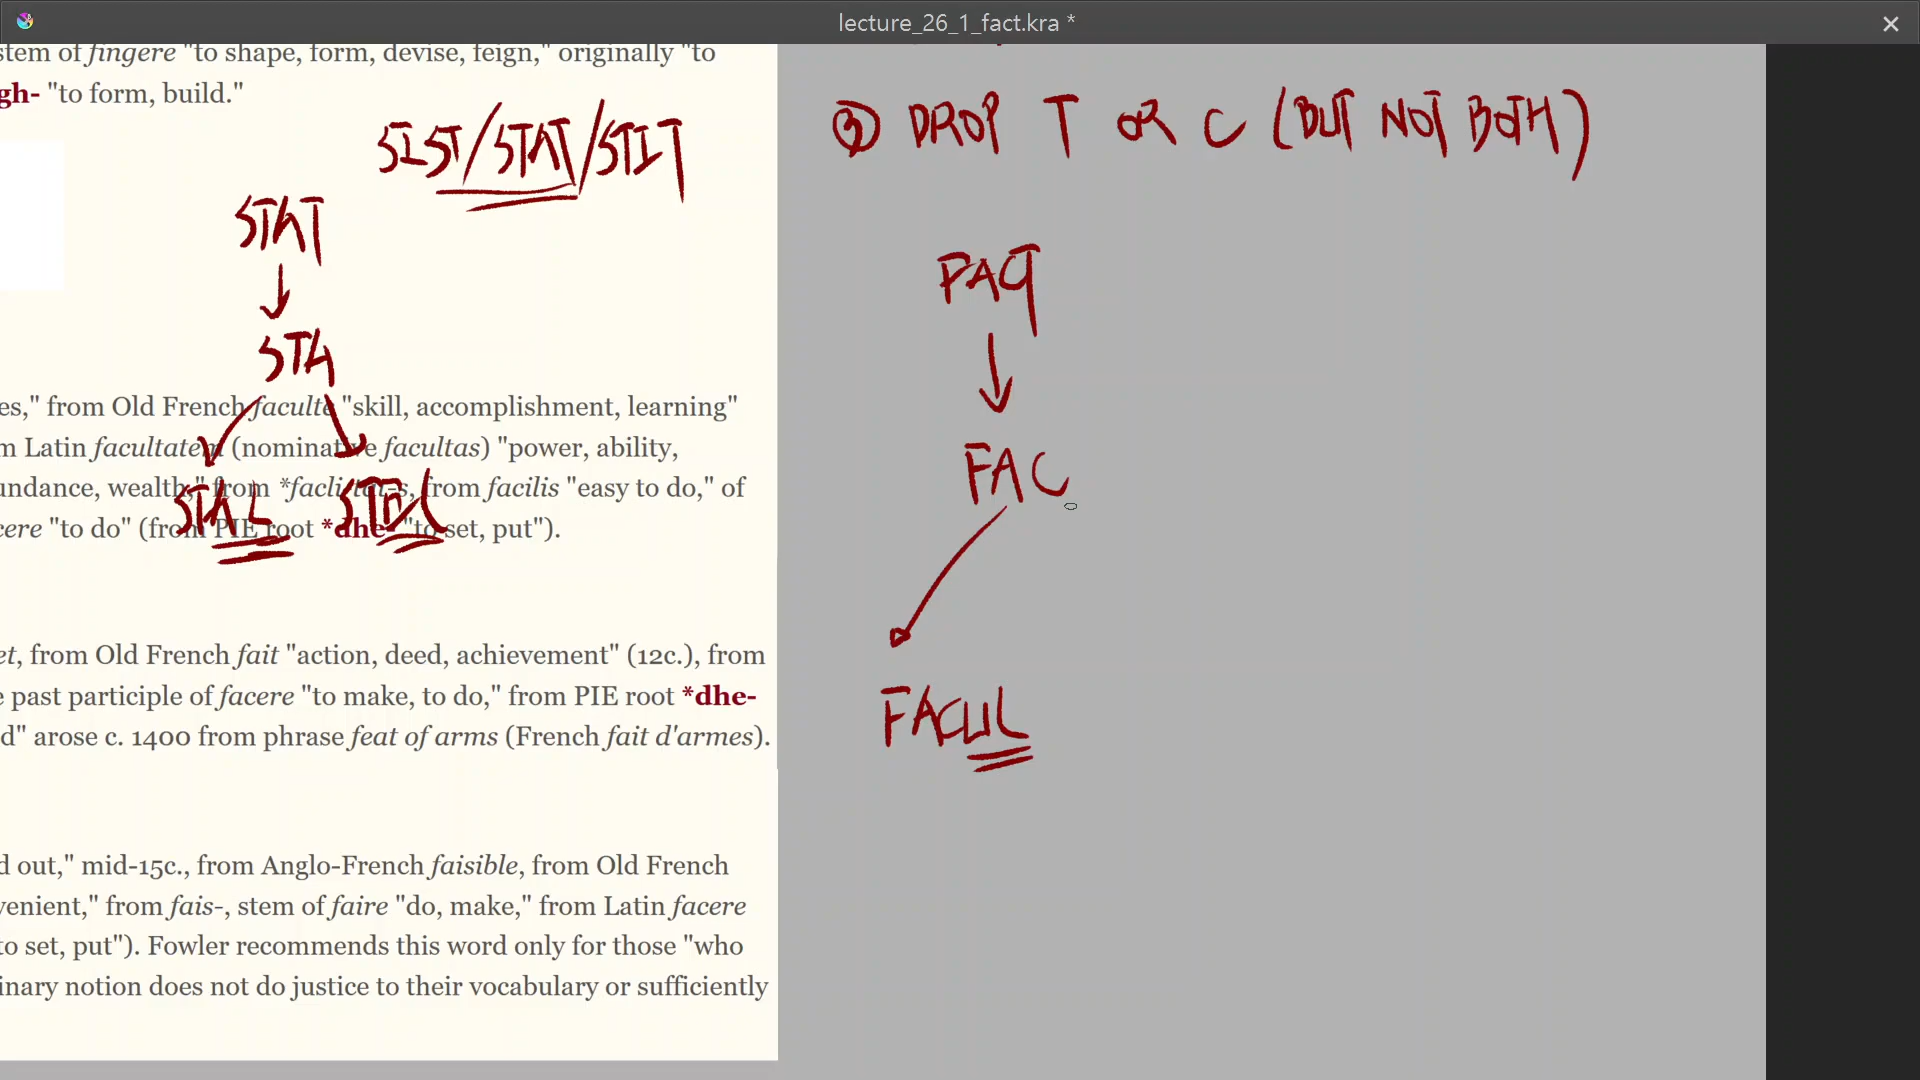 lecture_26_1_fact.kra *
stem of fingere "to shape, form, devise, feign," originally "to
gh- "to form, build."
SIST/STAT/STIT
STAT
STA
es," from Old French faculte "skill, accomplishment, learning"
m Latin facultatem (nominative facultas) "power, ability,
undance, wealth," from *faclitat-s, from facilis "easy to do," of
STAL
cere "to do" (from PIE root *dhe- "to set, put").
et, from Old French fait "action, deed, achievement" (12c.), from
e past participle of facere "to make, to do," from PIE root *dhe-
d" arose c. 1400 from phrase feat of arms (French fait d'armes).
d out," mid-15c., from Anglo-French faisible, from Old French
venient," from fais-, stem of faire "do, make," from Latin facere
to set, put"). Fowler recommends this word only for those "who
inary notion does not do justice to their vocabulary or sufficiently
③ DROP T OR C (BUT NOT BOTH)
FACT
FAC
FACUL